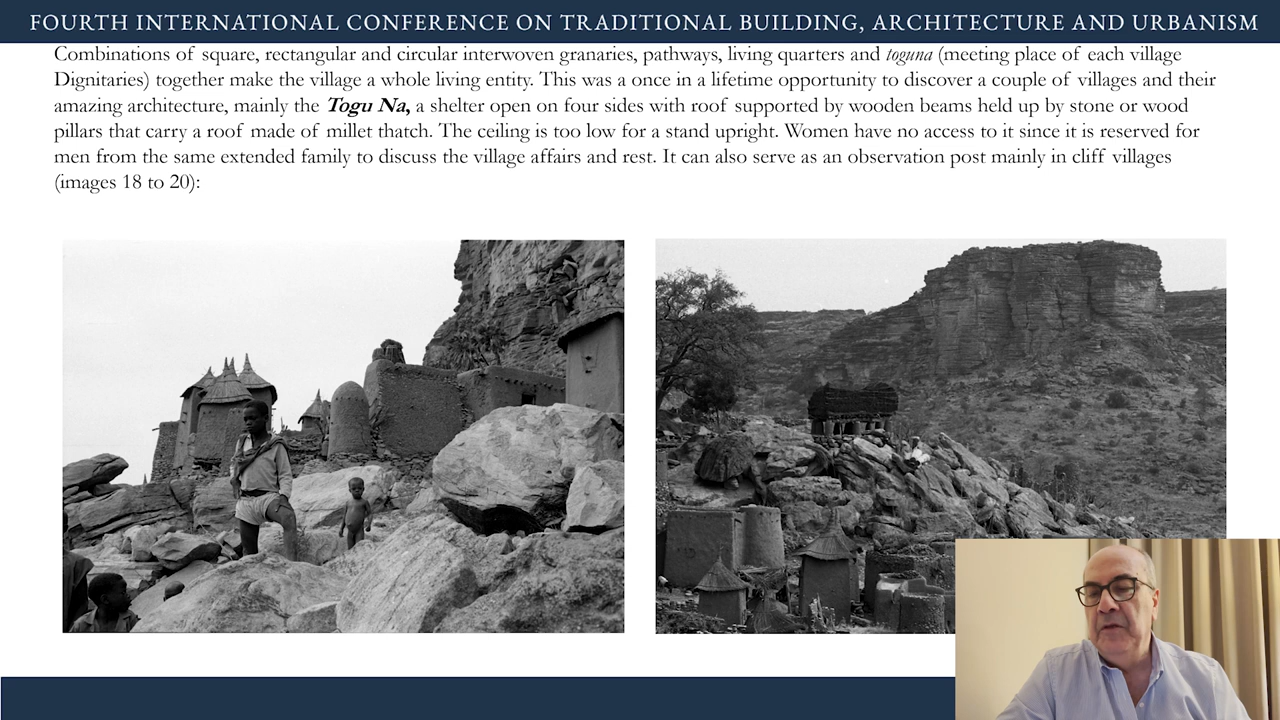 FOURTH INTERNATIONAL CONFERENCE ON TRADITIONAL BUILDING, ARCHITECTURE AND URBANISM
Combinations of square, rectangular and circular interwoven granaries, pathways, living quarters and toguna (meeting place of each village
Dignitaries) together make the village a whole living entity. This was a once in a lifetime opportunity to discover a couple of villages and their
amazing architecture, mainly the Togu Na, a shelter open on four sides with roof supported by wooden beams held up by stone or wood
pillars that carry a roof made of millet thatch. The ceiling is too low for a stand upright. Women have no access to it since it is reserved for
men from the same extended family to discuss the village affairs and rest. It can also serve as an observation post mainly in cliff villages
(images 18 to 20):